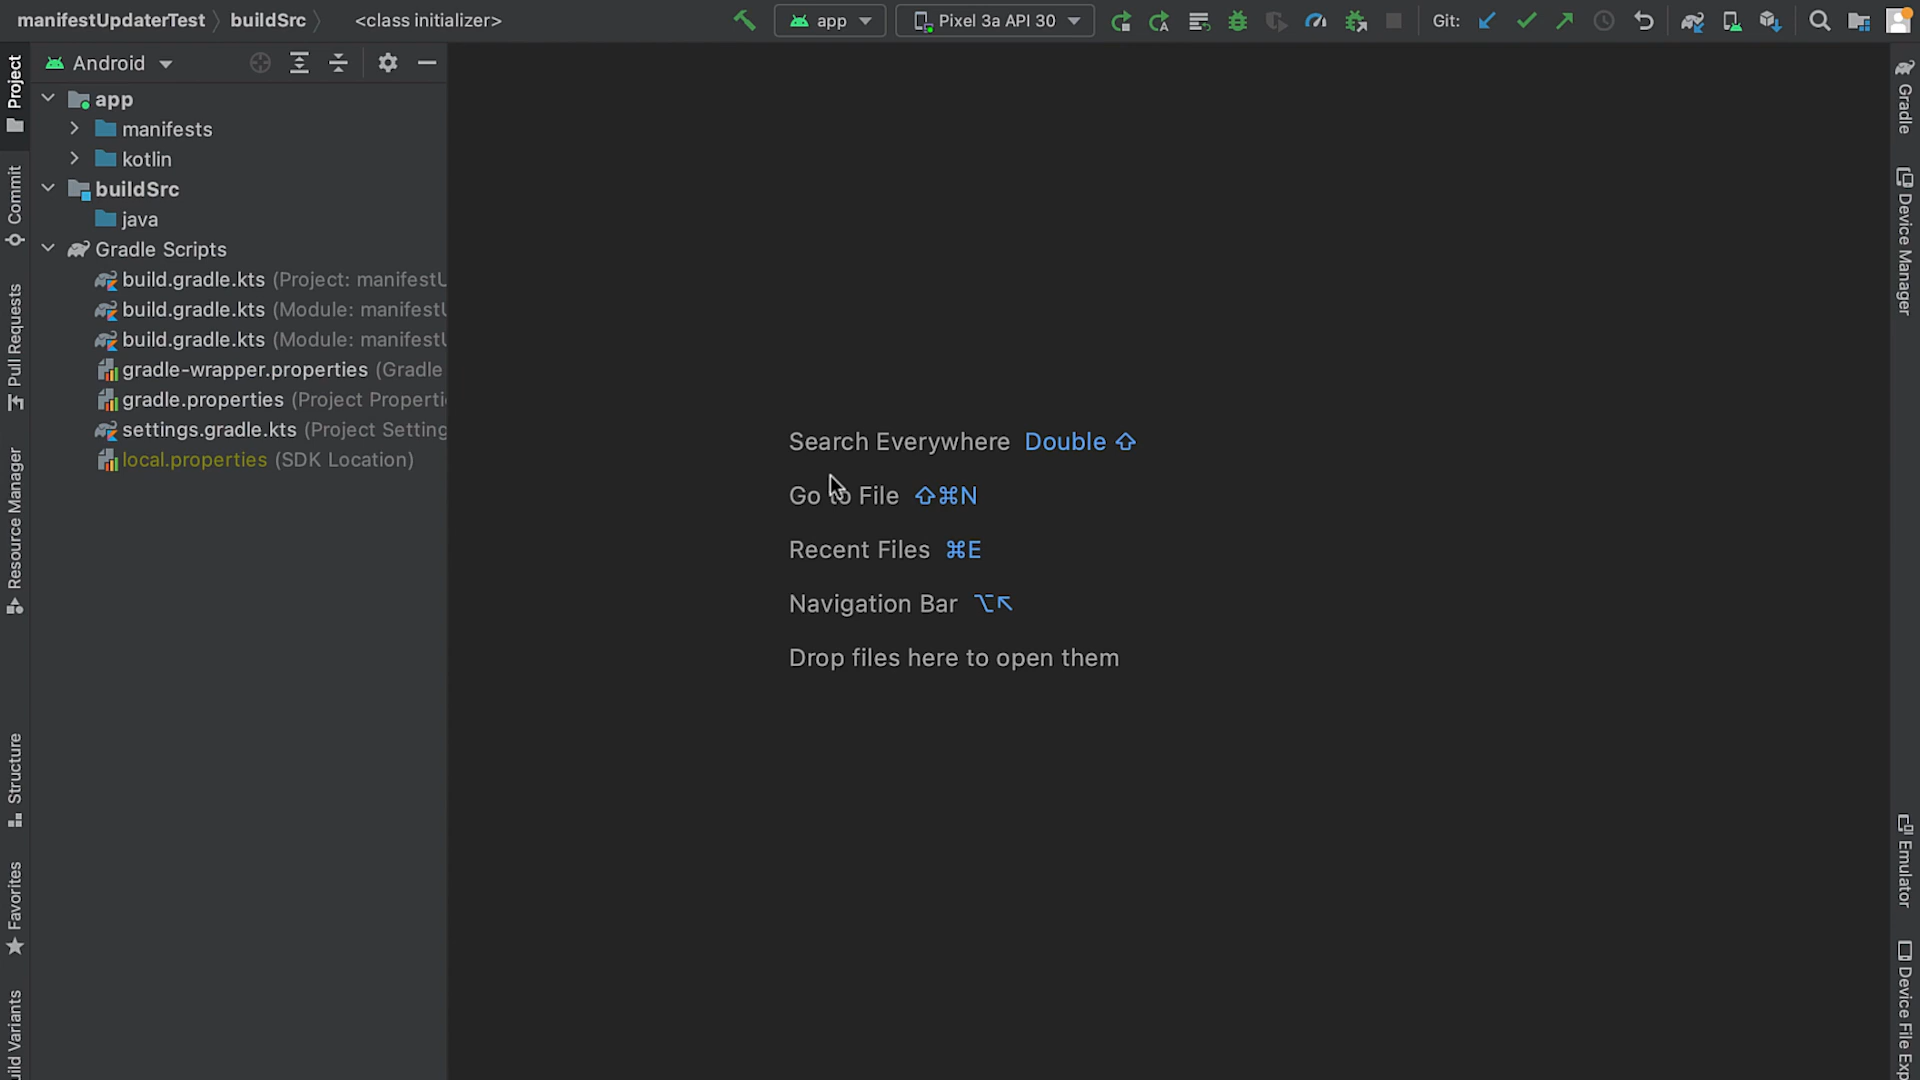 manifestUpdaterTest buildSrc <class initializer>
app Pixel 3a API 30 Git:
Project
Commit
Pull Requests
Resource Manager
Structure
Favorites
uild Variants
Android
app
manifests
kotlin
buildSrc
java
Gradle Scripts
build.gradle.kts (Project: manifestU
build.gradle.kts (Module: manifestU
build.gradle.kts (Module: manifestU
gradle-wrapper.properties (Gradle
gradle.properties (Project Properti
settings.gradle.kts (Project Setting
local.properties (SDK Location)
Search Everywhere Double ⇧
Go to File ⇧⌘N
Recent Files ⌘E
Navigation Bar ⌥↖
Drop files here to open them
Gradle
Device Manager
Emulator
Device File Exp